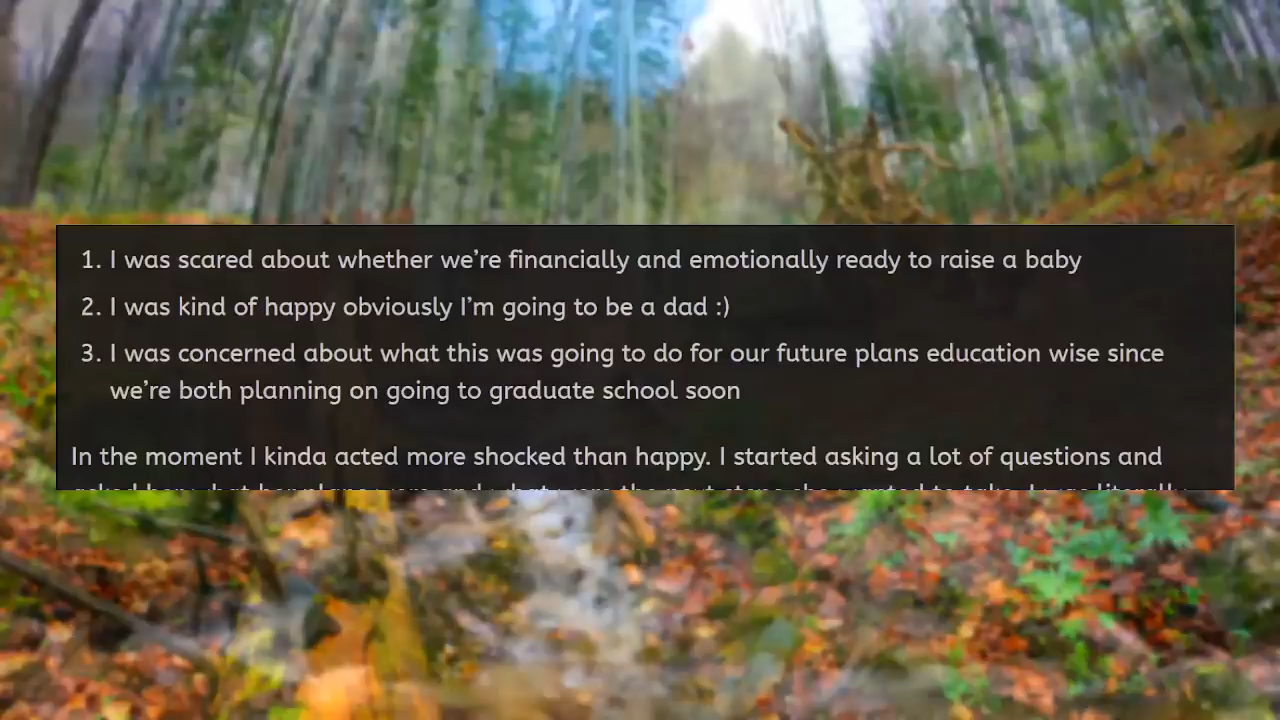 1. I was scared about whether we’re financially and emotionally ready to raise a baby
2. I was kind of happy obviously I’m going to be a dad :)
3. I was concerned about what this was going to do for our future plans education wise since
we’re both planning on going to graduate school soon
In the moment I kinda acted more shocked than happy. I started asking a lot of questions and